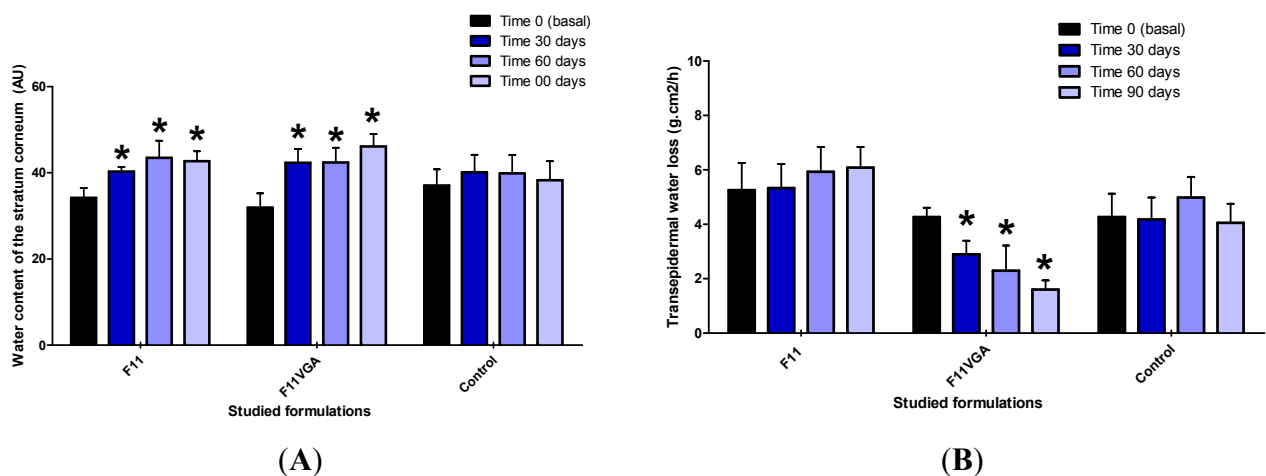 Time 0 (basal)
Time 30 days
Time 60 days
Time 00 days
Water content of the stratum corneum (AU)
60
40
20
0
*
*
*
*
*
*
F11
F11VGA
Control
Studied formulations
(A)
Time 0 (basal)
Time 30 days
Time 60 days
Time 90 days
Transepidermal water loss (g.cm2/h)
10
8
6
4
2
0
*
*
*
F11
F11VGA
Control
Studied formulations
(B)